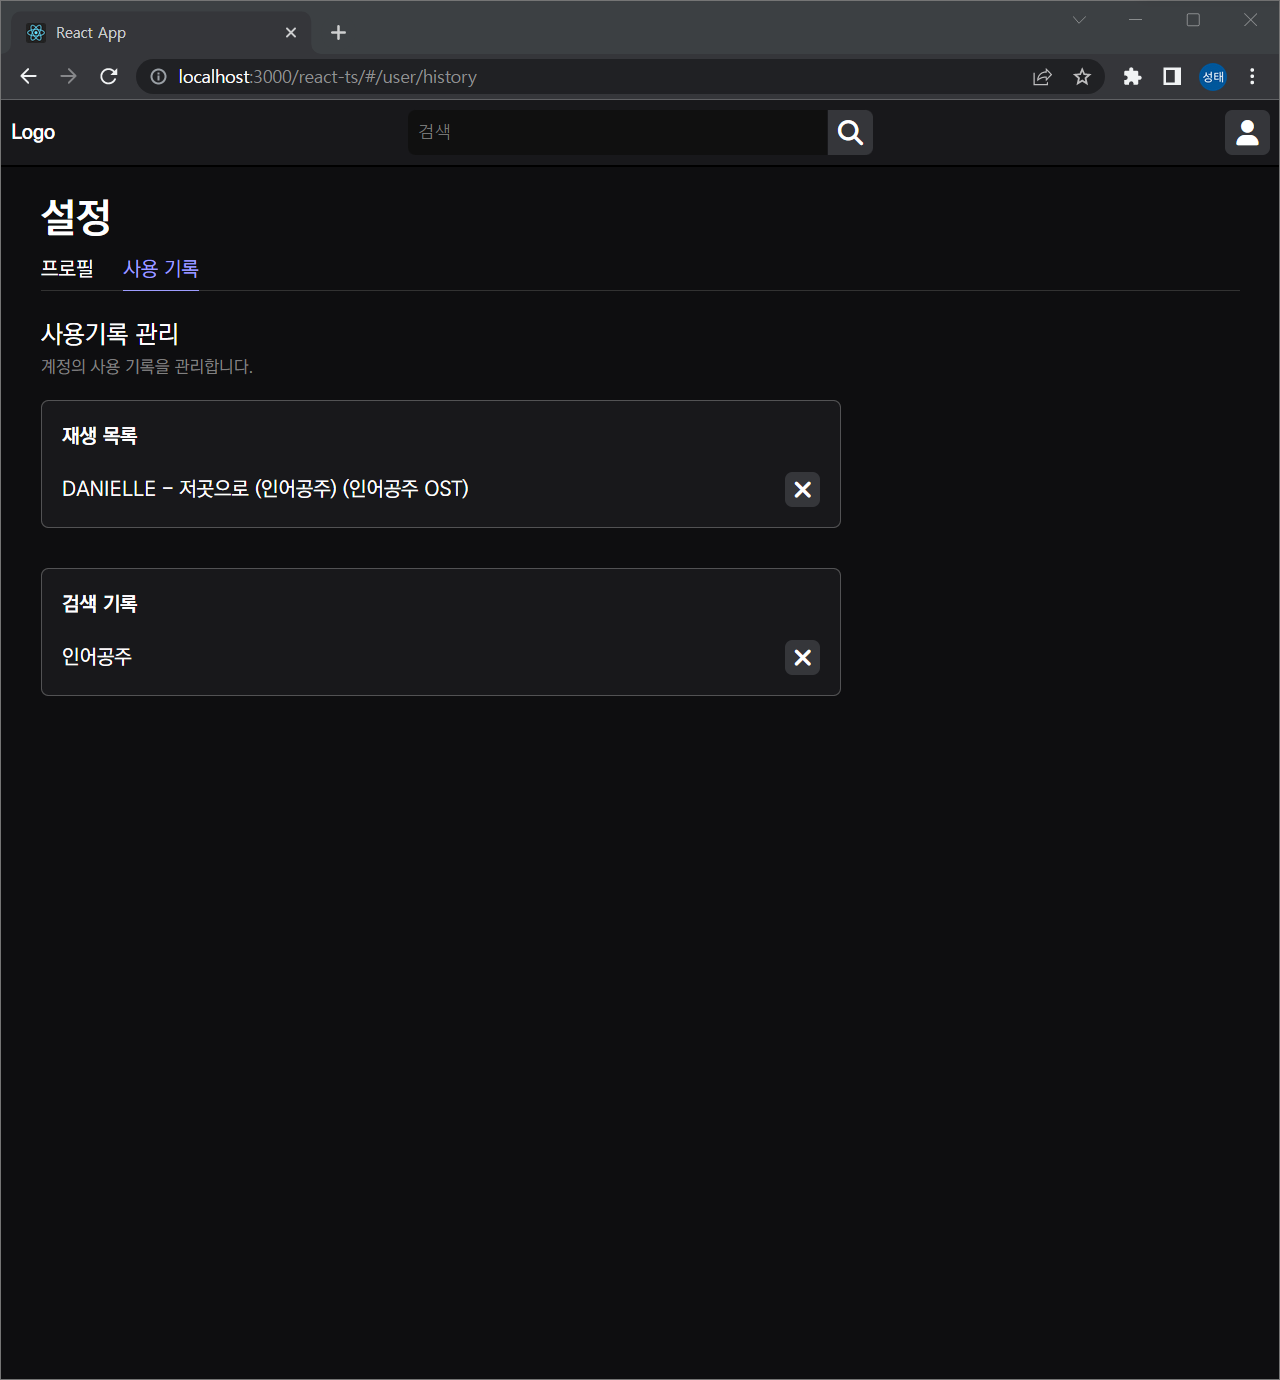 React App
localhost:3000/react-ts/#/user/history
성태
Logo
검색
설정
프로필
사용 기록
사용기록 관리
계정의 사용 기록을 관리합니다.
재생 목록
DANIELLE - 저곳으로 (인어공주) (인어공주 OST)
검색 기록
인어공주